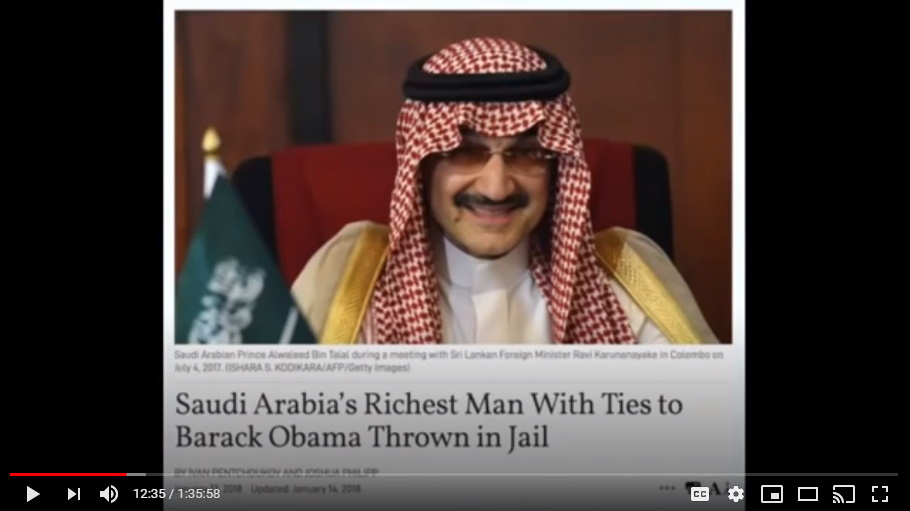 Saudi Arabian Prince Alwaleed Bin Talal during a meeting with Sri Lankan Foreign Minister Ravi Karunanayake in Colombo on
July 4, 2017. (ISHARA S. KODIKARA/AFP/Getty Images)
Saudi Arabia's Richest Man With Ties to
Barack Obama Thrown in Jail
BY IVAN PENTCHOUKOV AND JOSHUA PHILIPP
2018 Updated: January 14, 2018
12:35 / 1:35:58
CC